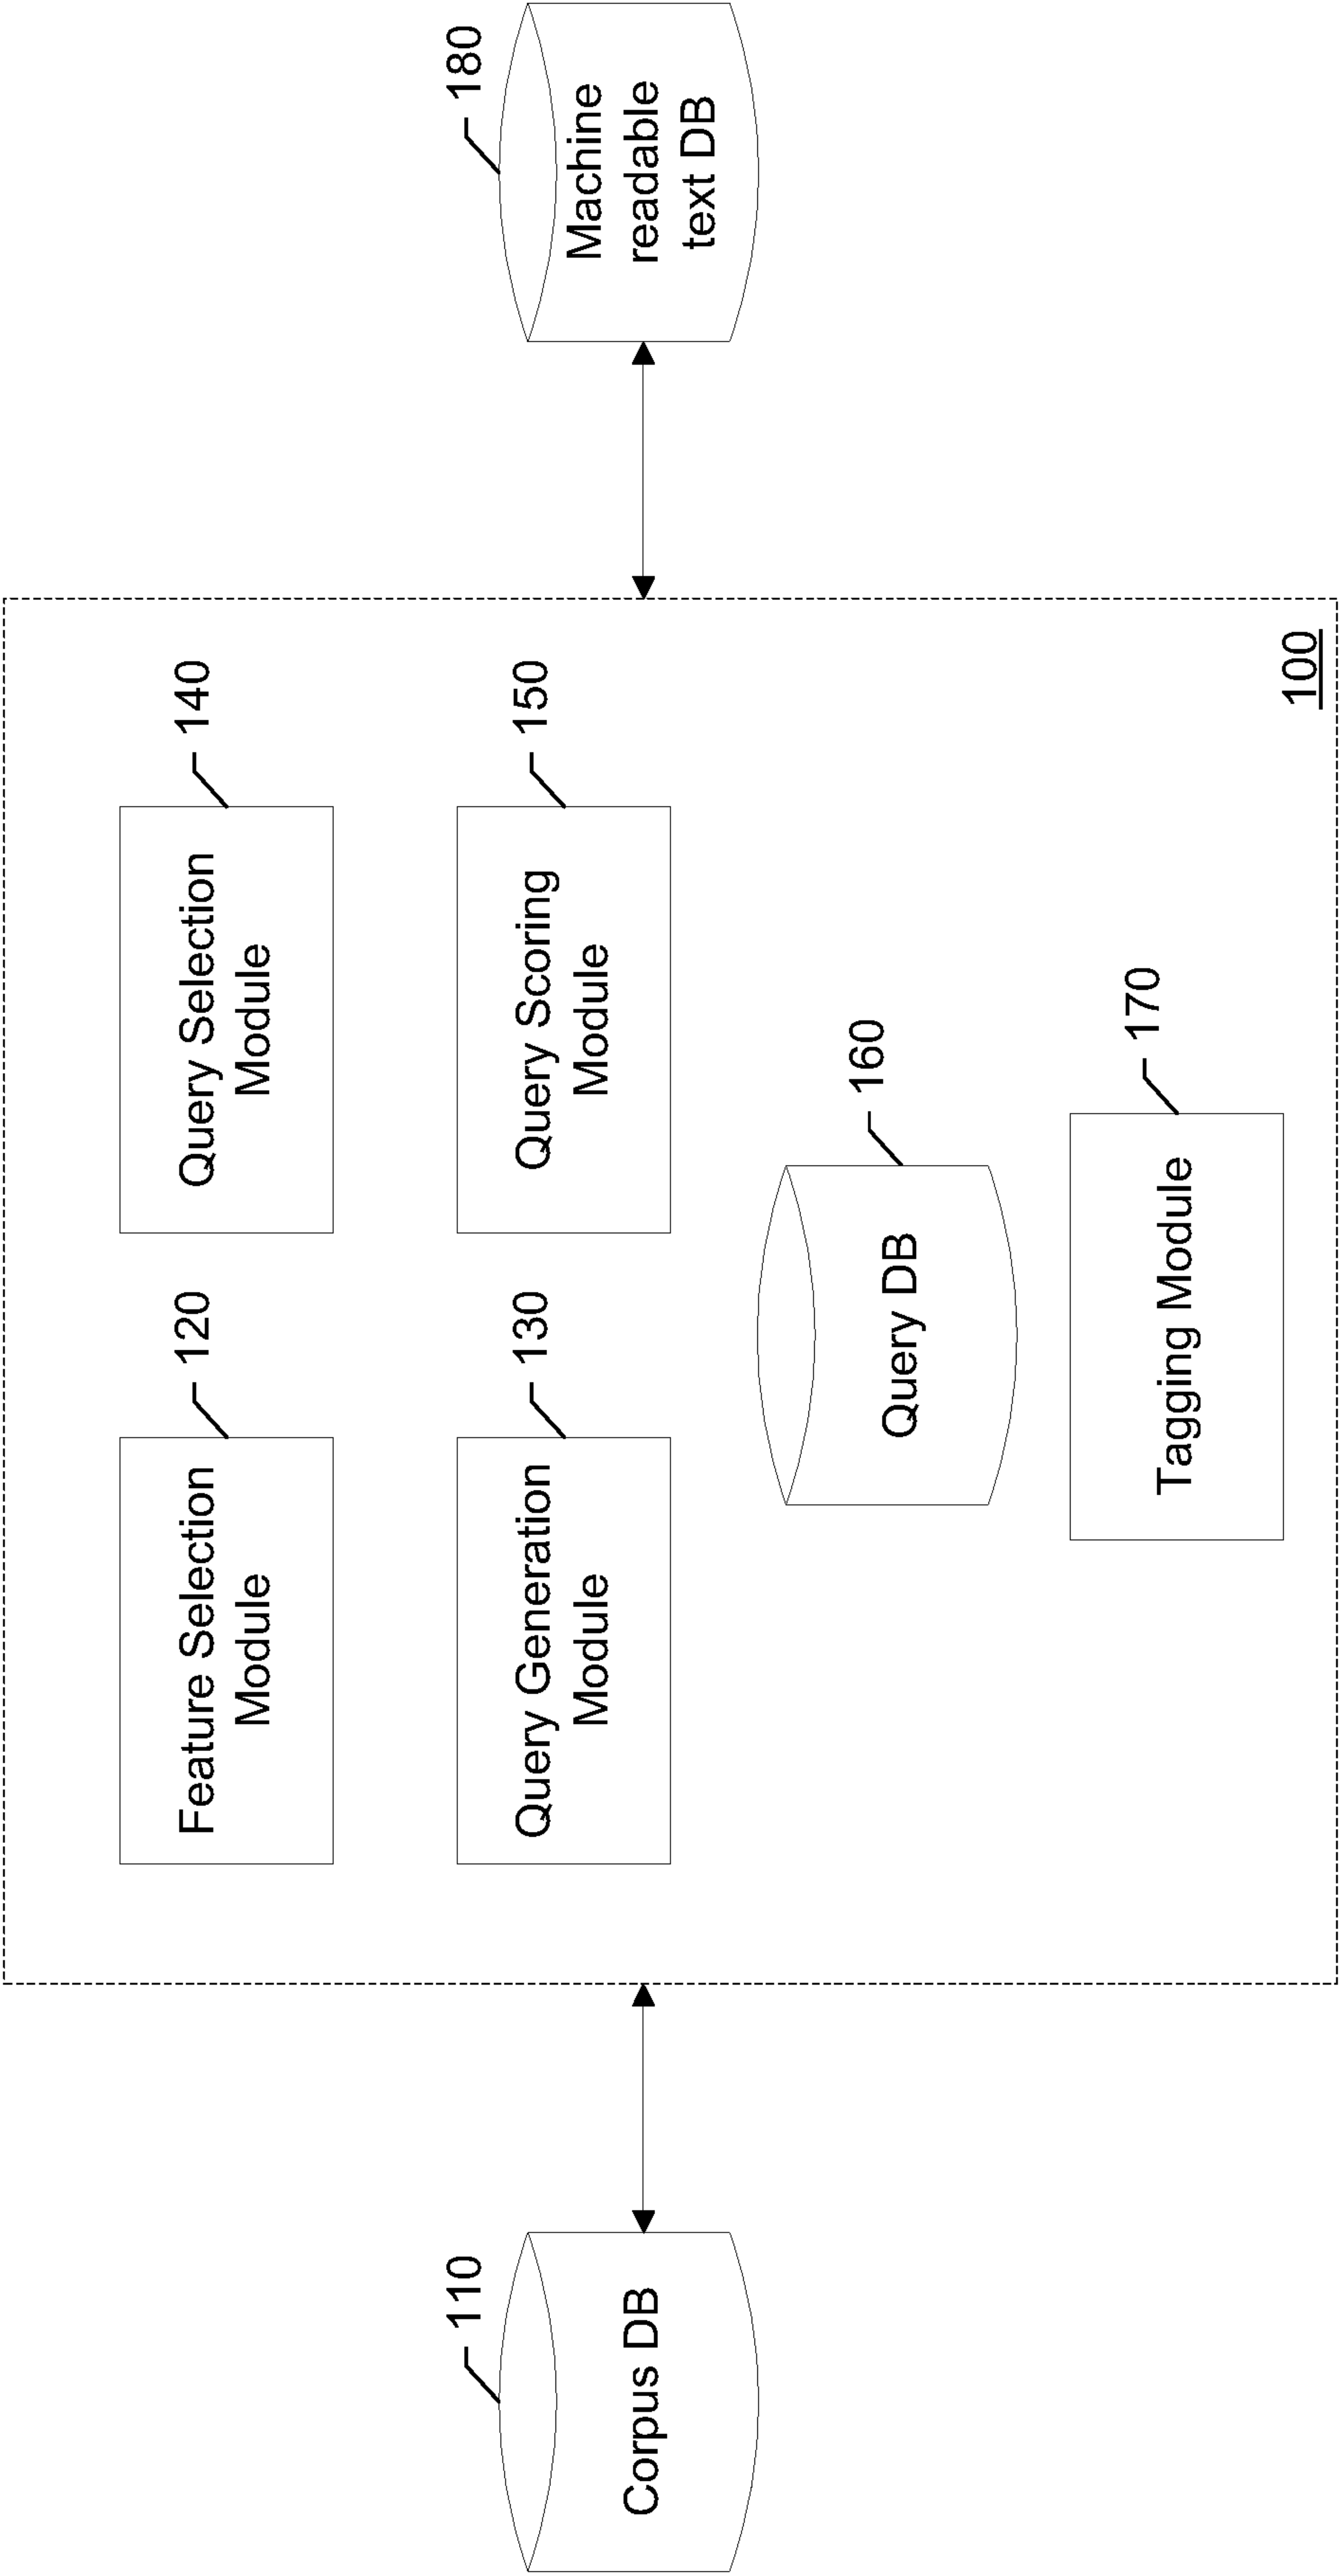 110
Corpus DB
120
Feature Selection
Module
140
Query Selection
Module
130
Query Generation
Module
150
Query Scoring
Module
160
Query DB
170
Tagging Module
100
180
Machine
readable
text DB